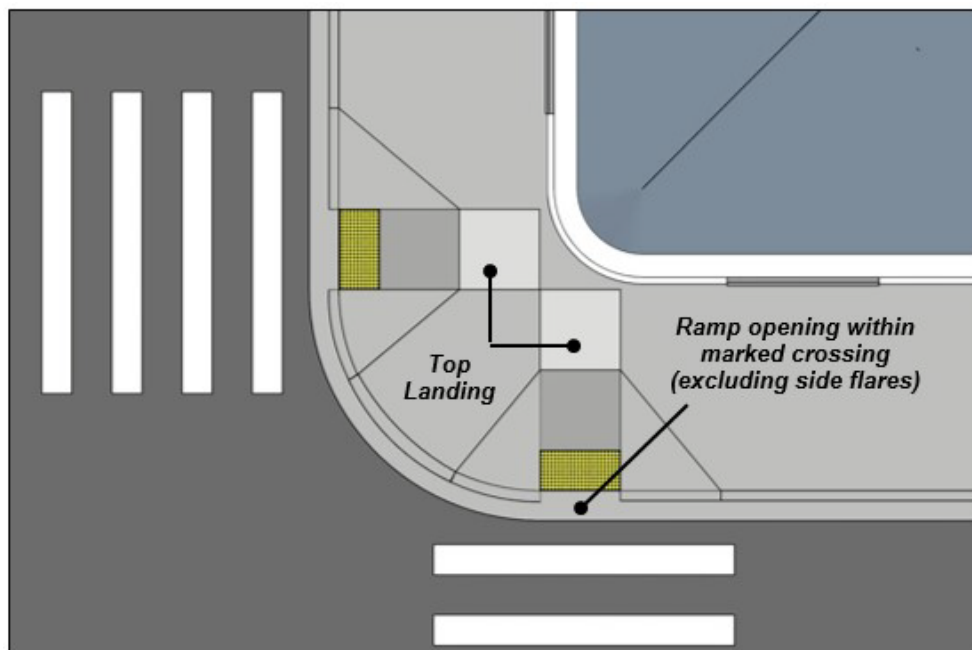 Top
Landing
Ramp opening within
marked crossing
(excluding side flares)